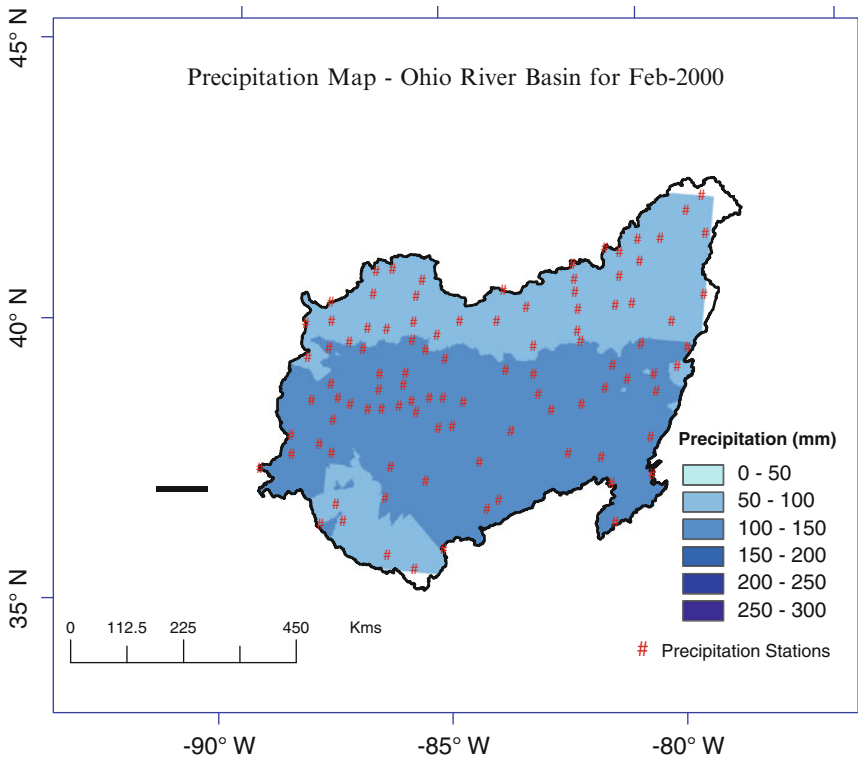 45° N
Precipitation Map - Ohio River Basin for Feb-2000
40° N
Precipitation (mm)
0 - 50
50 - 100
100 - 150
150 - 200
200 - 250
250 - 300
# Precipitation Stations
35° N
0 112.5 225 450 Kms
-90° W -85° W -80° W